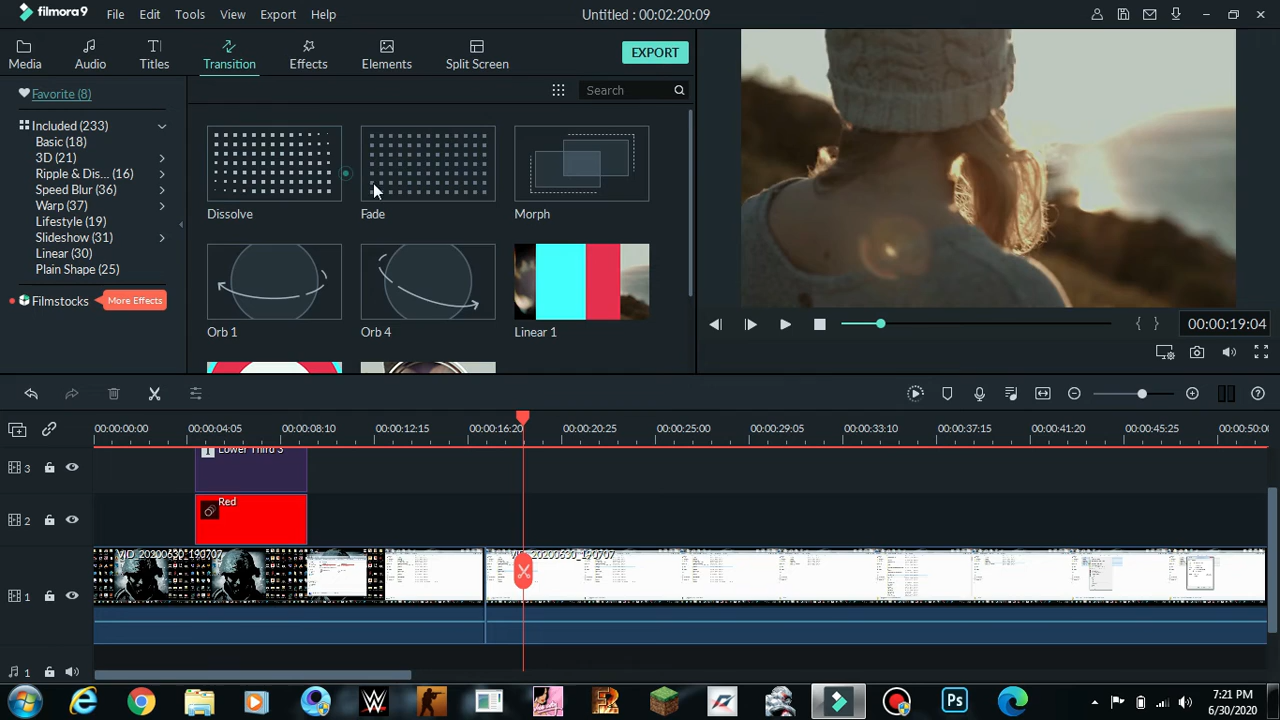 filmora9 File Edit Tools View Export Help Untitled : 00:02:20:09
Media Audio Titles Transition Effects Elements Split Screen EXPORT
Favorite (8)
Search
Included (233)
Basic (18)
3D (21)
Ripple & Dis... (16)
Speed Blur (36)
Warp (37)
Lifestyle (19)
Slideshow (31)
Linear (30)
Plain Shape (25)
Filmstocks More Effects
Dissolve Fade Morph
Orb 1 Orb 4 Linear 1
{ } 00:00:19:04
00:00:00:00 00:00:04:05 00:00:08:10 00:00:12:15 00:00:16:20 00:00:20:25 00:00:25:00 00:00:29:05 00:00:33:10 00:00:37:15 00:00:41:20 00:00:45:25 00:00:50:0
3 T Lower Third 3
2 Red
VID_20200630_190707 VID_20200630_190707
1
1
W Ps
7:21 PM
6/30/2020